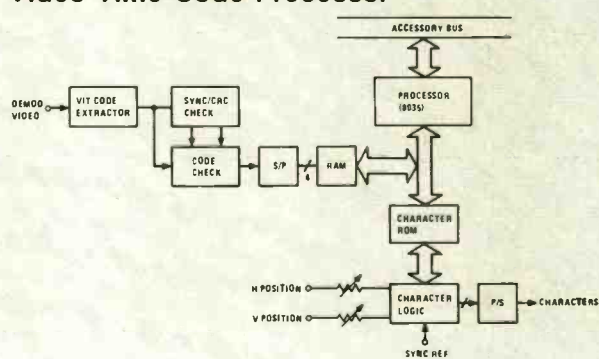 Video Time Code Processor
ACCESSORY BUS
PROCESSOR
(8035)
DEMOD
VIDEO
VIT CODE
EXTRACTOR
SYNC/CRC
CHECK
CODE
CHECK
S/P
4
RAM
CHARACTER
ROM
H POSITION
V POSITION
CHARACTER
LOGIC
P/S
CHARACTERS
SYNC REF